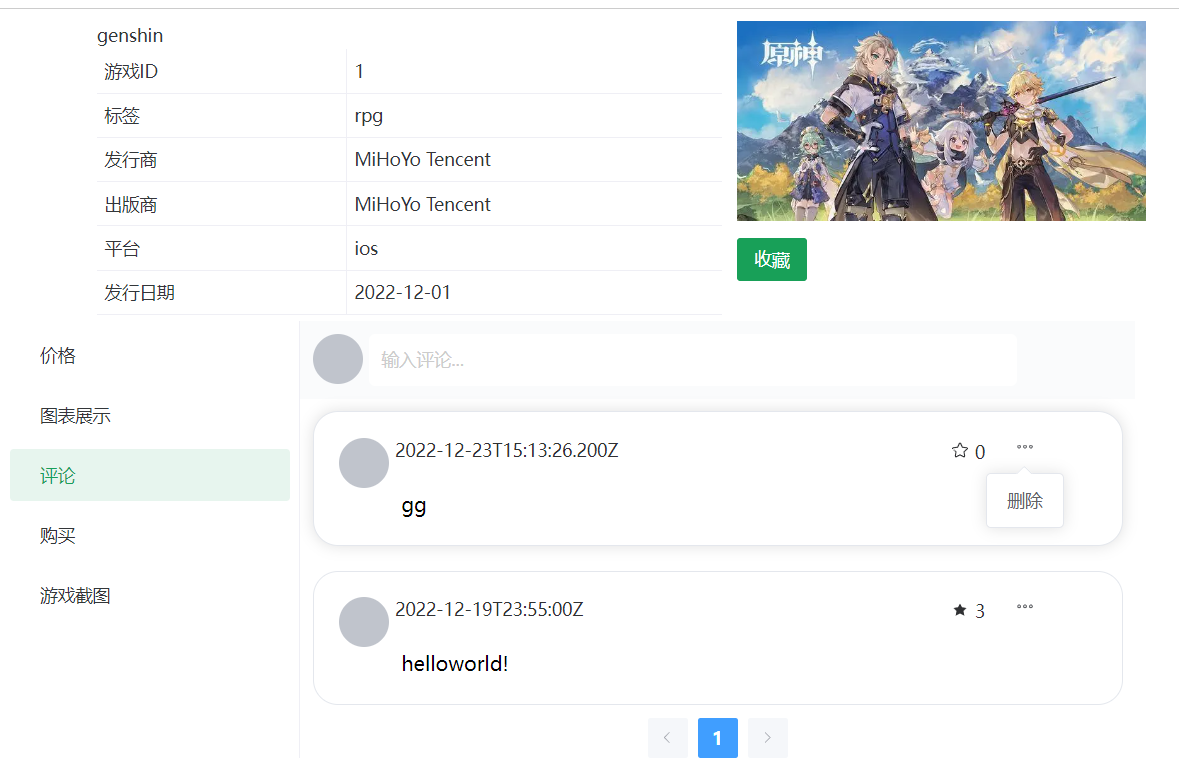 genshin
游戏ID 1
标签 rpg
发行商 MiHoYo Tencent
出版商 MiHoYo Tencent
平台 ios
发行日期 2022-12-01
原神
收藏
价格
图表展示
评论
购买
游戏截图
输入评论...
2022-12-23T15:13:26.200Z 0
删除
gg
2022-12-19T23:55:00Z 3
helloworld!
1